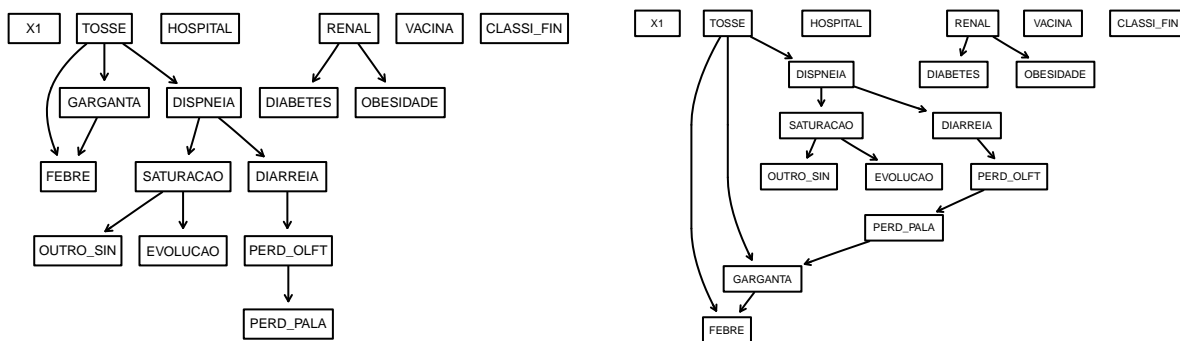 X1 TOSSE HOSPITAL RENAL VACINA CLASSI_FIN
GARGANTA DISPNEIA DIABETES OBESIDADE
FEBRE SATURACAO DIARREIA
OUTRO_SIN EVOLUCAO PERD_OLFT
PERD_PALA
X1 TOSSE HOSPITAL RENAL VACINA CLASSI_FIN
DISPNEIA DIABETES OBESIDADE
SATURACAO DIARREIA
OUTRO_SIN EVOLUCAO PERD_OLFT
PERD_PALA
GARGANTA
FEBRE